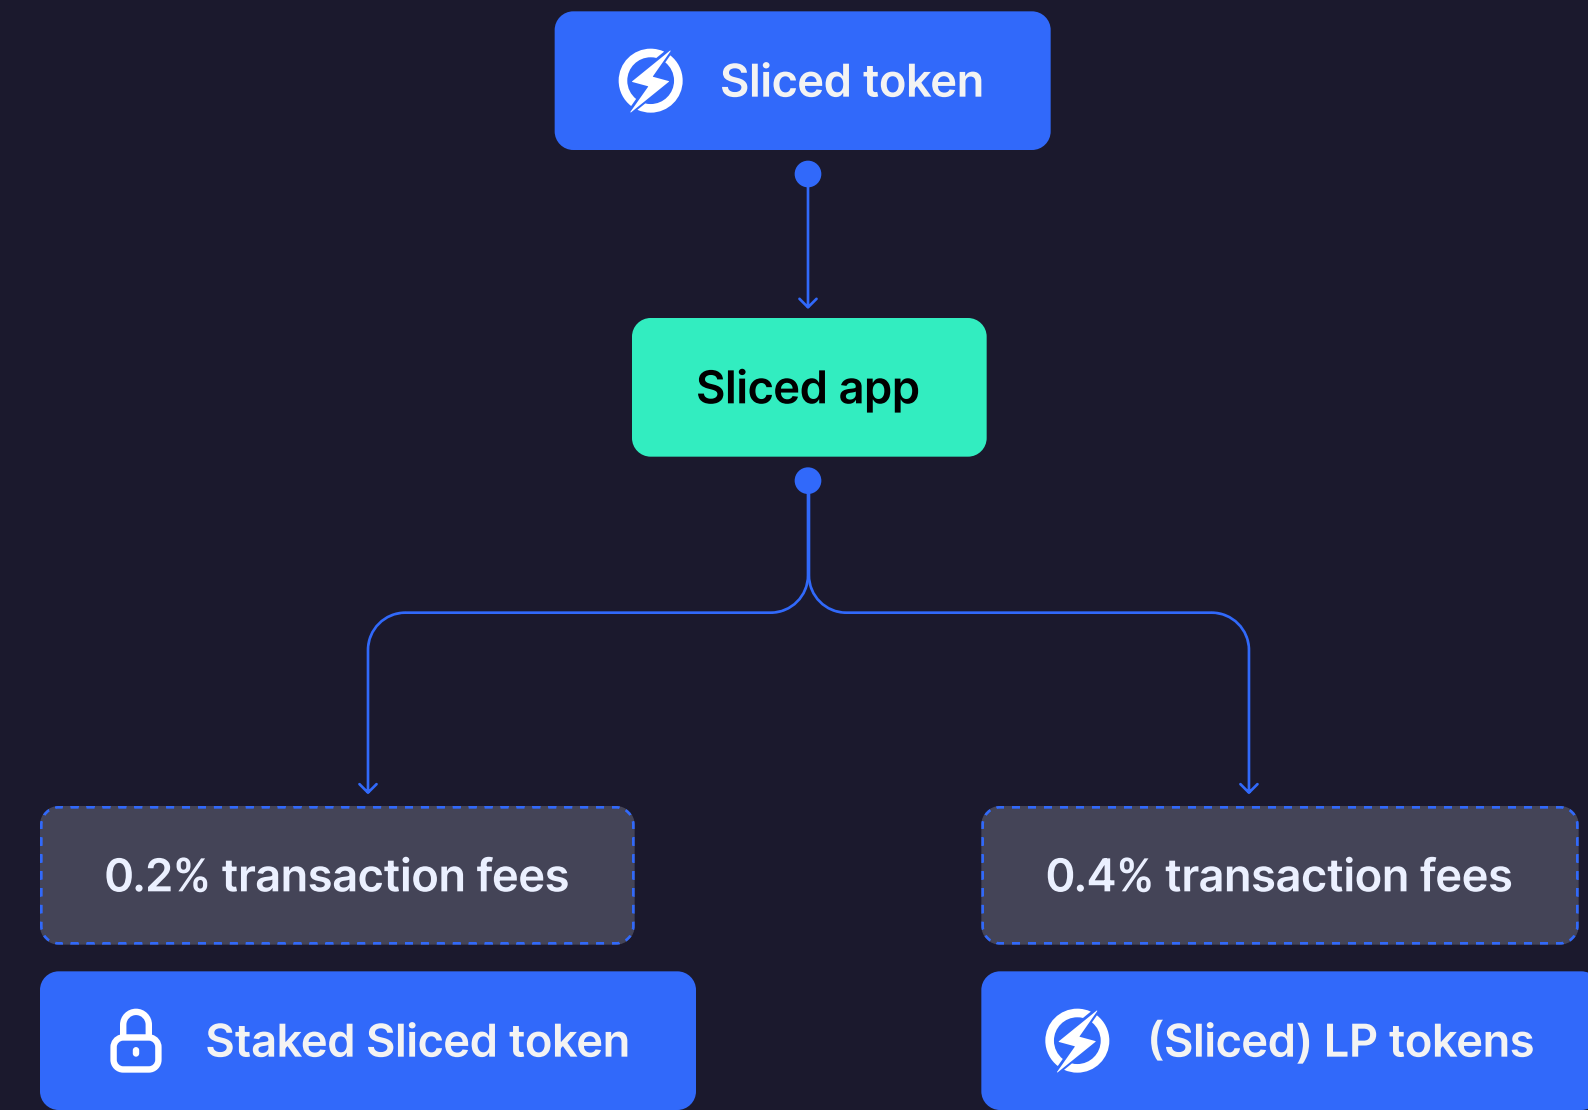 Sliced token
Sliced app
0.2% transaction fees
0.4% transaction fees
Staked Sliced token
(Sliced) LP tokens